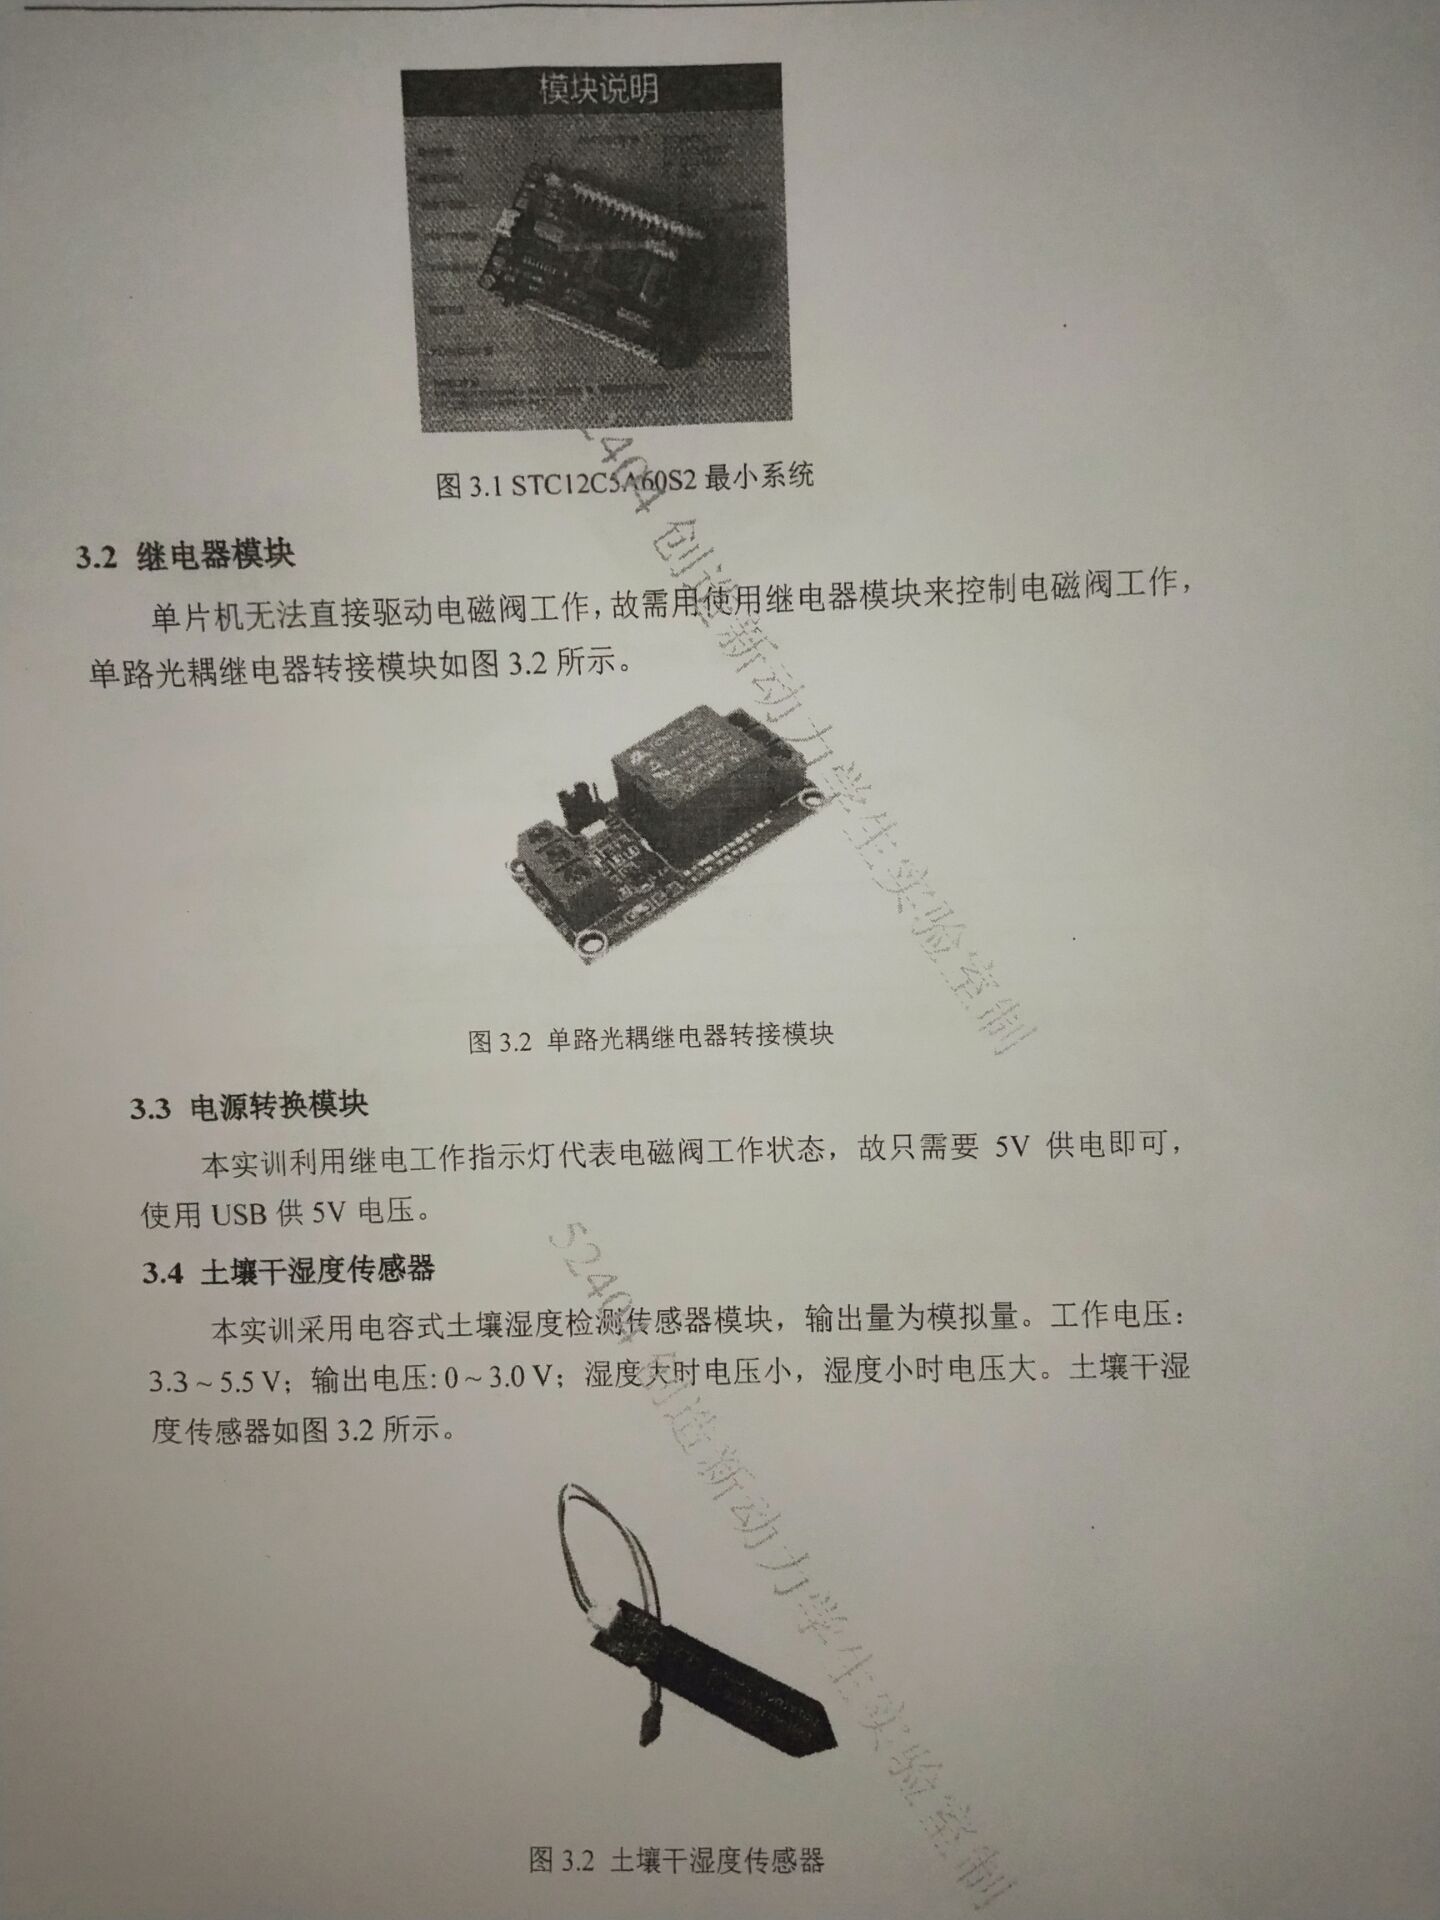 模块说明
图 3.1 STC12C5A60S2 最小系统
3.2 继电器模块
单片机无法直接驱动电磁阀工作，故需用使用继电器模块来控制电磁阀工作，
单路光耦继电器转接模块如图 3.2 所示。
图 3.2 单路光耦继电器转接模块
3.3 电源转换模块
本实训利用继电工作指示灯代表电磁阀工作状态，故只需要 5V 供电即可，
使用 USB 供 5V 电压。
3.4 土壤干湿度传感器
本实训采用电容式土壤湿度检测传感器模块，输出量为模拟量。工作电压：
3.3 ~ 5.5 V；输出电压: 0 ~ 3.0 V；湿度大时电压小，湿度小时电压大。土壤干湿
度传感器如图 3.2 所示。
图 3.2 土壤干湿度传感器
S2404 创造新动力学生实验室制
S2404 创造新动力学生实验室制